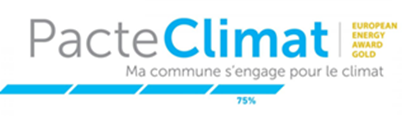 PacteClimat
EUROPEAN
ENERGY
AWARD
GOLD
Ma commune s'engage pour le climat
75%